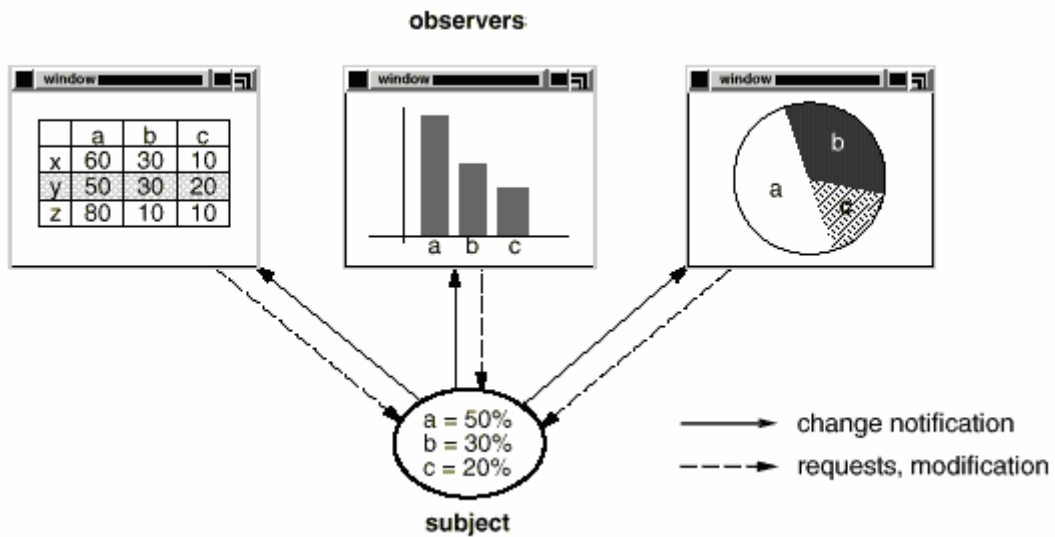 observers
window
window
window
a b c
x 60 30 10
y 50 30 20
z 80 10 10
a b c
a
b
c
a = 50%
b = 30%
c = 20%
subject
change notification
requests, modification